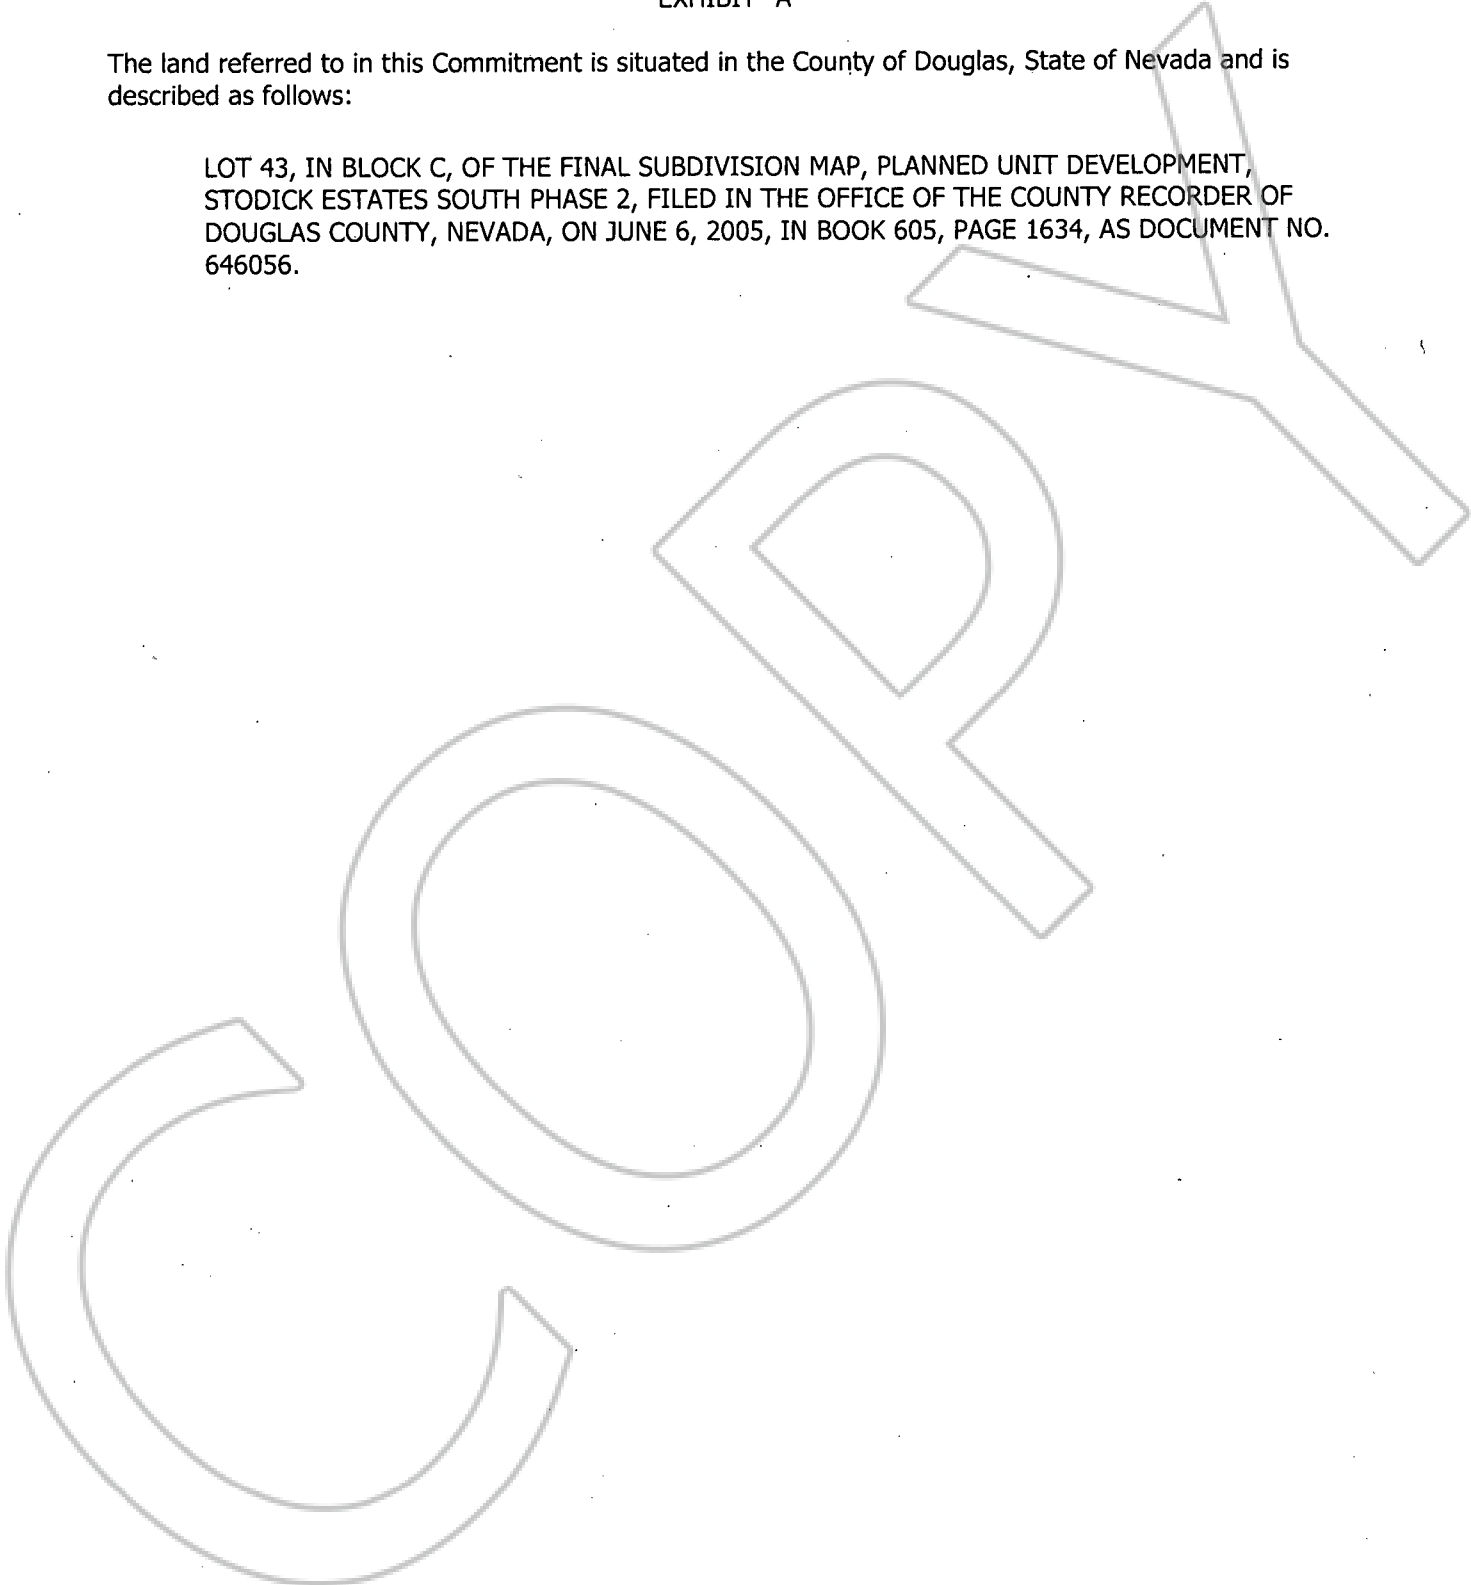 EXHIBIT "A"
The land referred to in this Commitment is situated in the County of Douglas, State of Nevada and is
described as follows:
LOT 43, IN BLOCK C, OF THE FINAL SUBDIVISION MAP, PLANNED UNIT DEVELOPMENT,
STODICK ESTATES SOUTH PHASE 2, FILED IN THE OFFICE OF THE COUNTY RECORDER OF
DOUGLAS COUNTY, NEVADA, ON JUNE 6, 2005, IN BOOK 605, PAGE 1634, AS DOCUMENT NO.
646056.
COPY